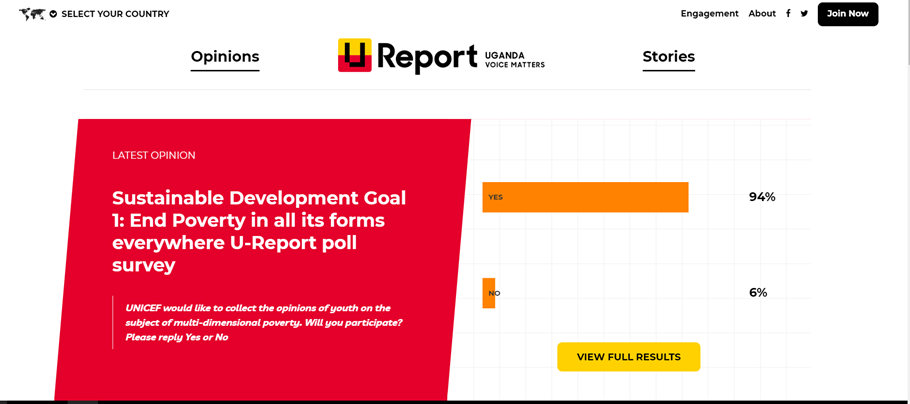 SELECT YOUR COUNTRY
Engagement About Join Now
Opinions
U Report UGANDA
VOICE MATTERS
Stories
LATEST OPINION
Sustainable Development Goal
1: End Poverty in all its forms
everywhere U-Report poll
survey
UNICEF would like to collect the opinions of youth on the
subject of multi-dimensional poverty. Will you participate?
Please reply Yes or No
YES 94%
NO 6%
VIEW FULL RESULTS